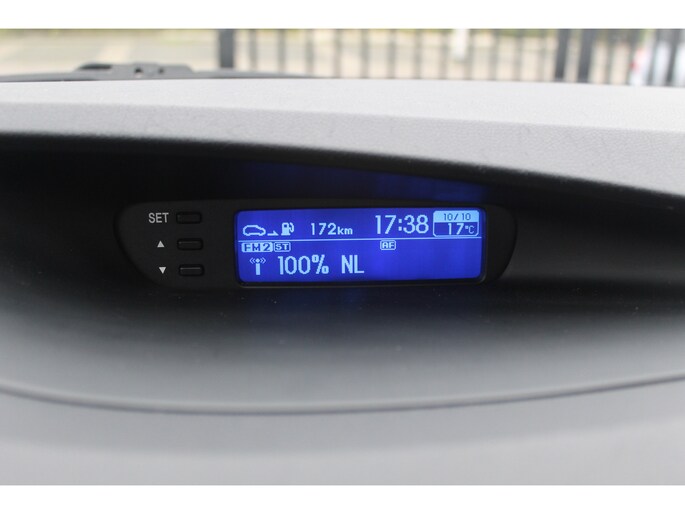 SET
▲
▼
172km 17:38 10/10
17°C
FM2 ST AF
100% NL